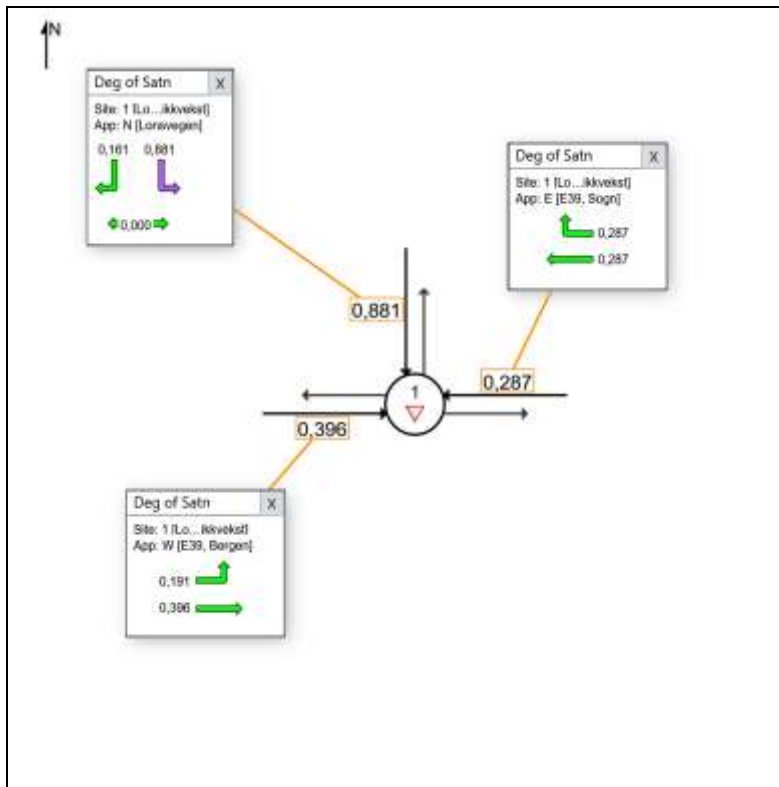 N
Deg of Satn X
Site: 1 [Lo...ikkvekst]
App: N [Lonsvegen]
0,161 0,881
0,000
Deg of Satn X
Site: 1 [Lo...ikkvekst]
App: E [E39, Sogn]
0,287
0,287
0,881
1
0,287
0,396
Deg of Satn X
Site: 1 [Lo...ikkvekst]
App: W [E39, Bergen]
0,191
0,396